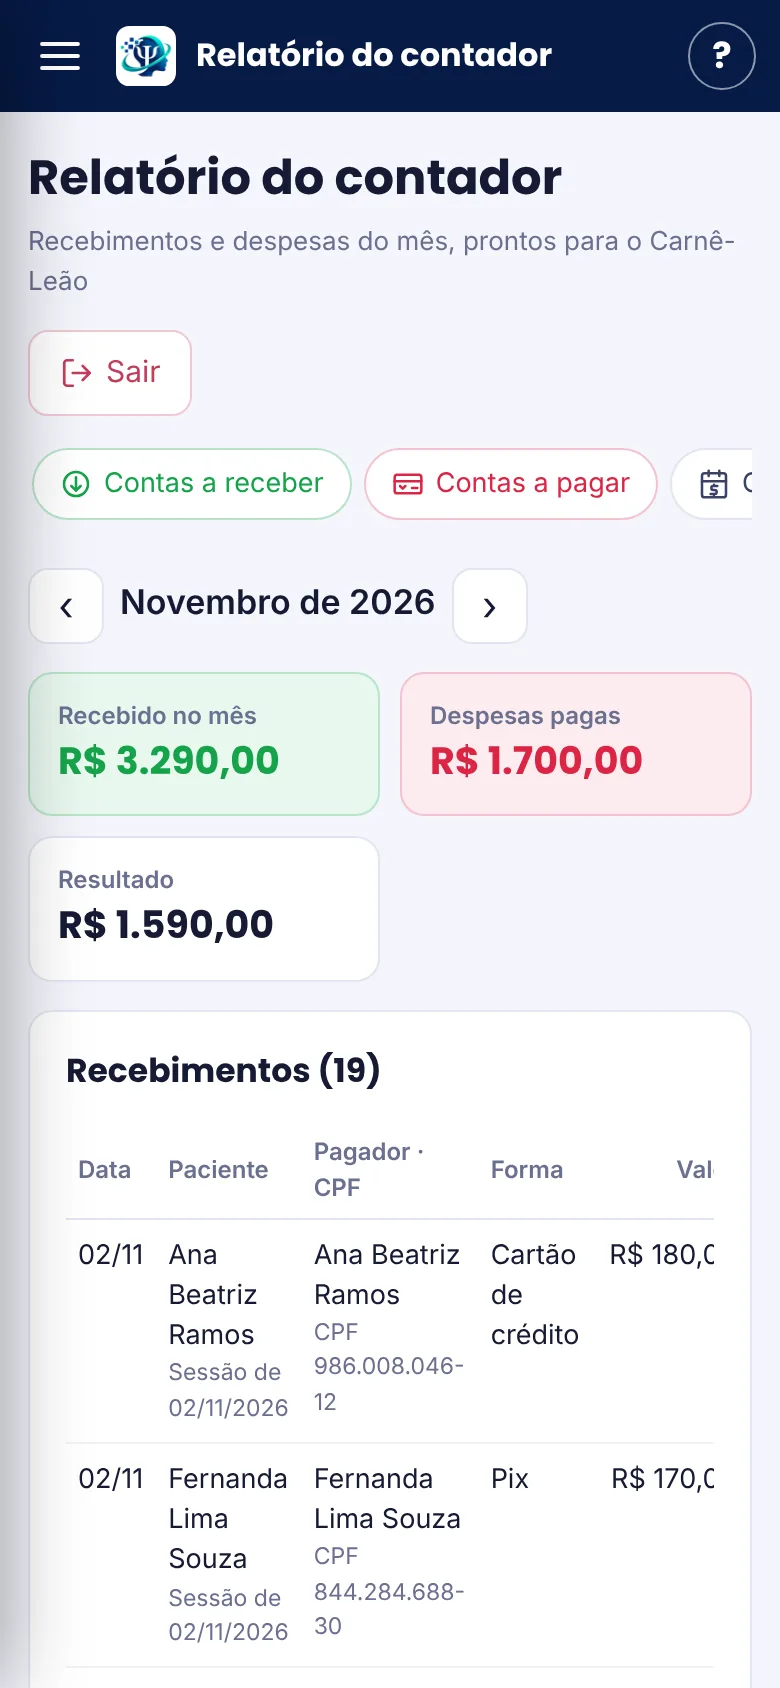 Relatório do contador
?
Relatório do contador
Recebimentos e despesas do mês, prontos para o Carnê-
Leão
Sair
Contas a receber
Contas a pagar
Novembro de 2026
Recebido no mês
R$ 3.290,00
Despesas pagas
R$ 1.700,00
Resultado
R$ 1.590,00
Recebimentos (19)
Data
Paciente
Pagador ·
CPF
Forma
02/11
Ana
Beatriz
Ramos
Sessão de
02/11/2026
Ana Beatriz
Ramos
CPF
986.008.046-
12
Cartão
de
crédito
R$ 180,0
02/11
Fernanda
Lima
Souza
Sessão de
02/11/2026
Fernanda
Lima Souza
CPF
844.284.688-
30
Pix
R$ 170,0